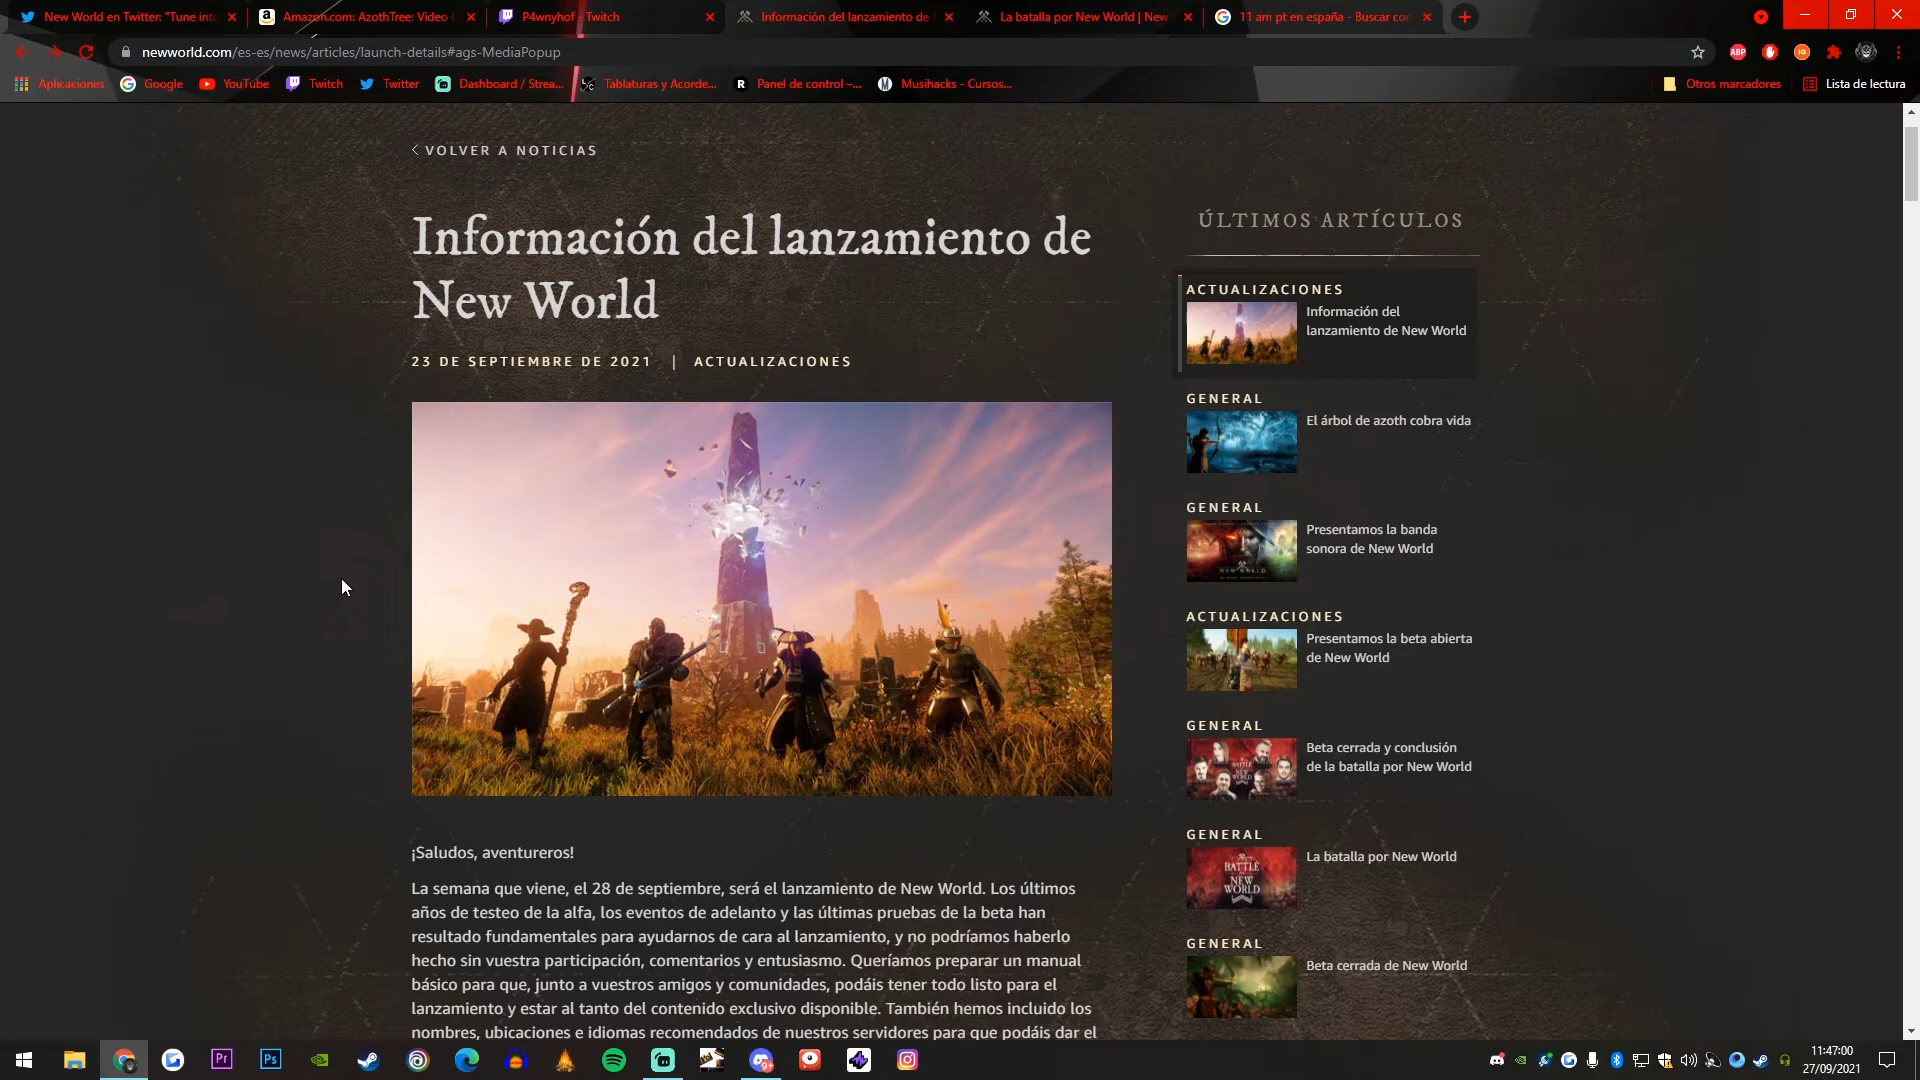 New World en Twitter: "Tune into
Amazon.com: AzothTree: Video G
P4wnyhof - Twitch
Información del lanzamiento de
La batalla por New World | New
11 am pt en españa - Buscar con
newworld.com/es-es/news/articles/launch-details#ags-MediaPopup
Aplicaciones
Google
YouTube
Twitch
Twitter
Dashboard / Strea...
Tablaturas y Acorde...
Panel de control –...
Musihacks - Cursos...
Otros marcadores
Lista de lectura
< VOLVER A NOTICIAS
Información del lanzamiento de
New World
23 DE SEPTIEMBRE DE 2021 | ACTUALIZACIONES
¡Saludos, aventureros!
La semana que viene, el 28 de septiembre, será el lanzamiento de New World. Los últimos
años de testeo de la alfa, los eventos de adelanto y las últimas pruebas de la beta han
resultado fundamentales para ayudarnos de cara al lanzamiento, y no podríamos haberlo
hecho sin vuestra participación, comentarios y entusiasmo. Queríamos preparar un manual
básico para que, junto a vuestros amigos y comunidades, podáis tener todo listo para el
lanzamiento y estar al tanto del contenido exclusivo disponible. También hemos incluido los
nombres, ubicaciones e idiomas recomendados de nuestros servidores para que podáis dar el
ÚLTIMOS ARTÍCULOS
ACTUALIZACIONES
Información del
lanzamiento de New World
GENERAL
El árbol de azoth cobra vida
GENERAL
NEW WORLD
Presentamos la banda
sonora de New World
ACTUALIZACIONES
Presentamos la beta abierta
de New World
GENERAL
Beta cerrada y conclusión
de la batalla por New World
GENERAL
BATTLE
FOR
NEW
WORLD
La batalla por New World
GENERAL
Beta cerrada de New World
11:47:00
27/09/2021